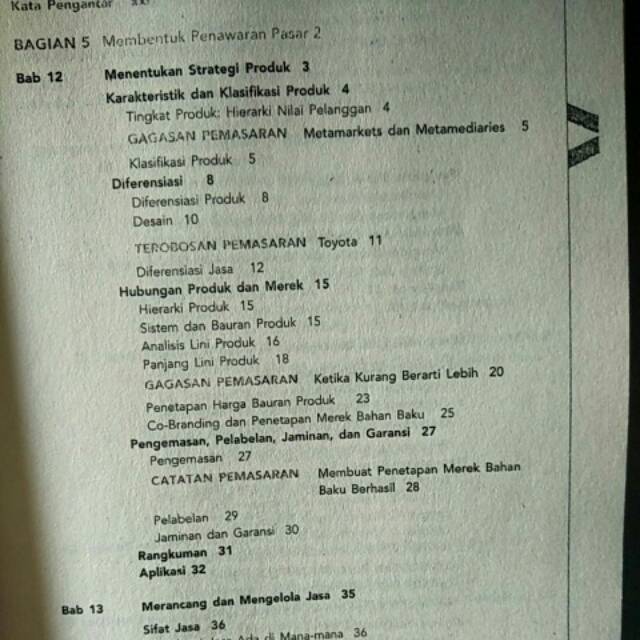 Kata Pengantar xxi
BAGIAN 5 Membentuk Penawaran Pasar 2
Bab 12 Menentukan Strategi Produk 3
Karakteristik dan Klasifikasi Produk 4
Tingkat Produk: Hierarki Nilai Pelanggan 4
GAGASAN PEMASARAN Metamarkets dan Metamediaries 5
Klasifikasi Produk 5
Diferensiasi 8
Diferensiasi Produk 8
Desain 10
TEROBOSAN PEMASARAN Toyota 11
Diferensiasi Jasa 12
Hubungan Produk dan Merek 15
Hierarki Produk 15
Sistem dan Bauran Produk 15
Analisis Lini Produk 16
Panjang Lini Produk 18
GAGASAN PEMASARAN Ketika Kurang Berarti Lebih 20
Penetapan Harga Bauran Produk 23
Co-Branding dan Penetapan Merek Bahan Baku 25
Pengemasan, Pelabelan, Jaminan, dan Garansi 27
Pengemasan 27
CATATAN PEMASARAN Membuat Penetapan Merek Bahan
Baku Berhasil 28
Pelabelan 29
Jaminan dan Garansi 30
Rangkuman 31
Aplikasi 32
Bab 13 Merancang dan Mengelola Jasa 35
Sifat Jasa 36
Ada di Mana-mana 36